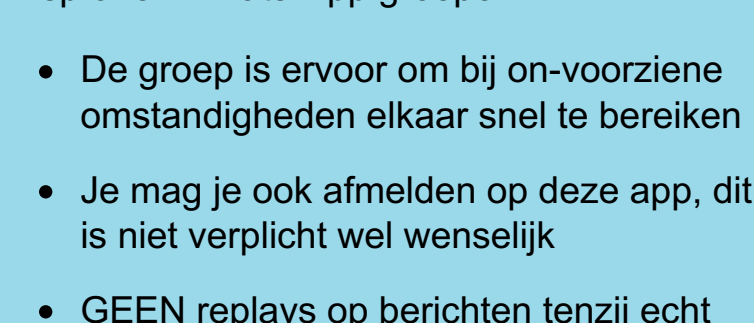 • De groep is ervoor om bij on-voorziene
omstandigheden elkaar snel te bereiken
• Je mag je ook afmelden op deze app, dit
is niet verplicht wel wenselijk
• GEEN replays op berichten tenzij echt